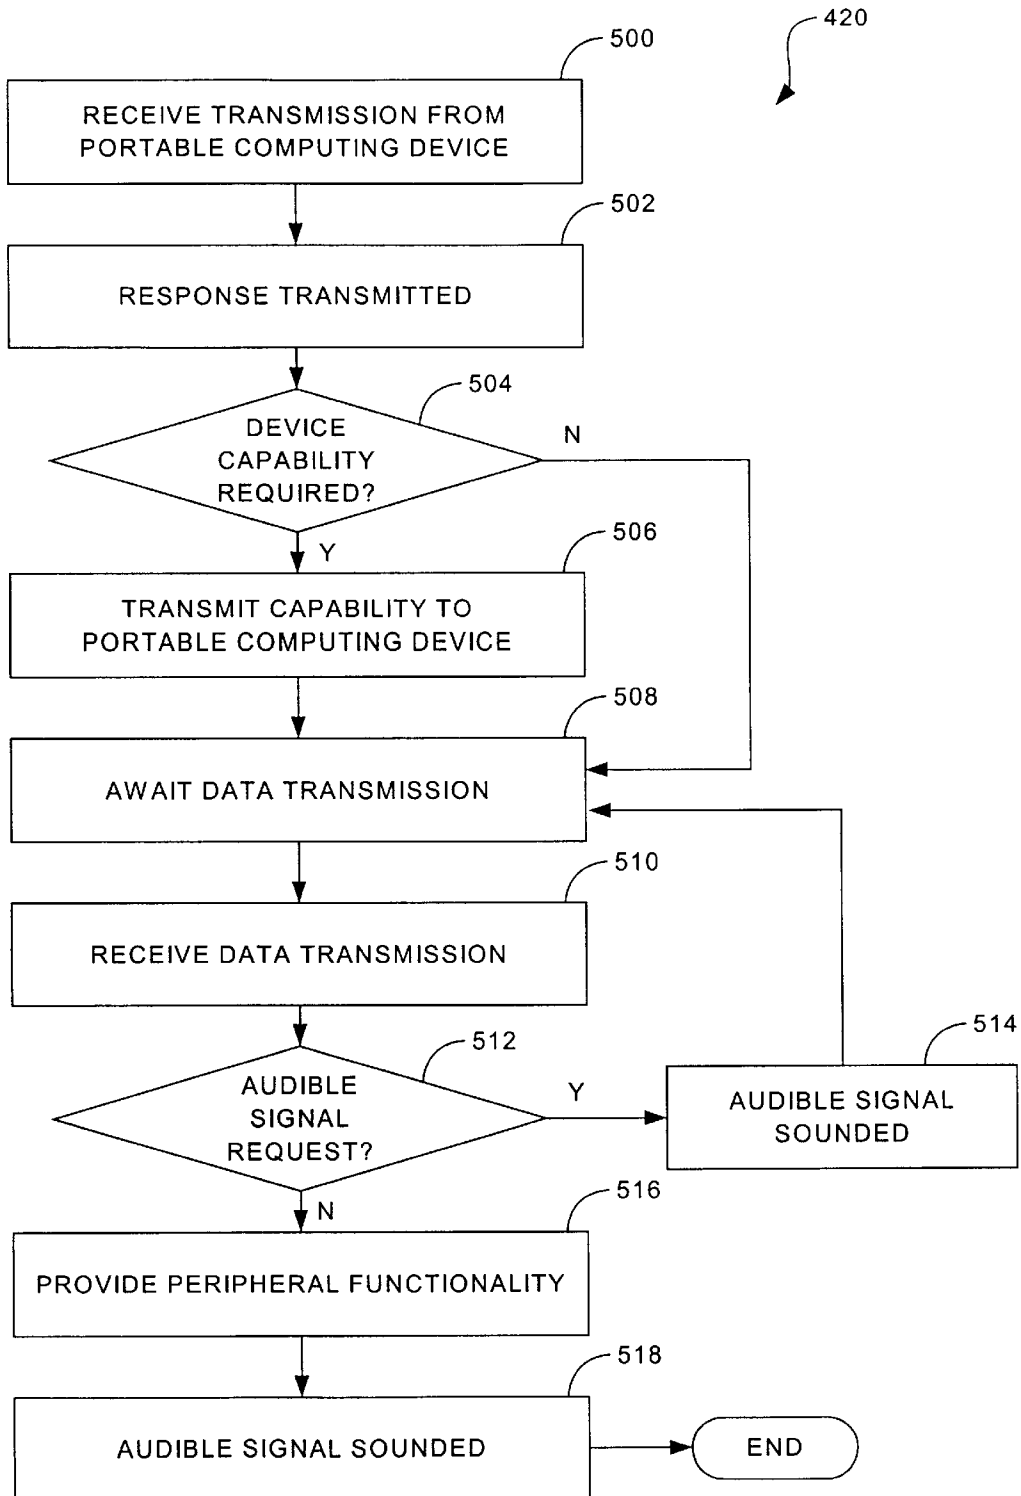 420
500
RECEIVE TRANSMISSION FROM
PORTABLE COMPUTING DEVICE
502
RESPONSE TRANSMITTED
504
DEVICE
CAPABILITY
REQUIRED?
N
Y
506
TRANSMIT CAPABILITY TO
PORTABLE COMPUTING DEVICE
508
AWAIT DATA TRANSMISSION
510
RECEIVE DATA TRANSMISSION
512
AUDIBLE
SIGNAL
REQUEST?
Y
514
AUDIBLE SIGNAL
SOUNDED
N
516
PROVIDE PERIPHERAL FUNCTIONALITY
518
AUDIBLE SIGNAL SOUNDED
END